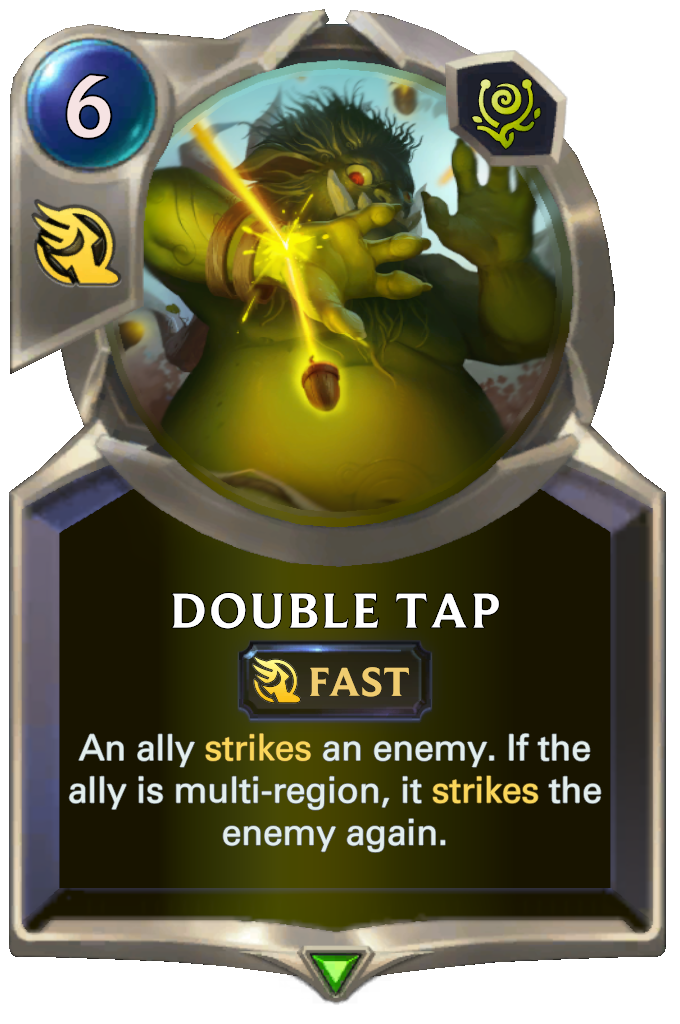 6
DOUBLE TAP
FAST
An ally strikes an enemy. If the
ally is multi-region, it strikes the
enemy again.